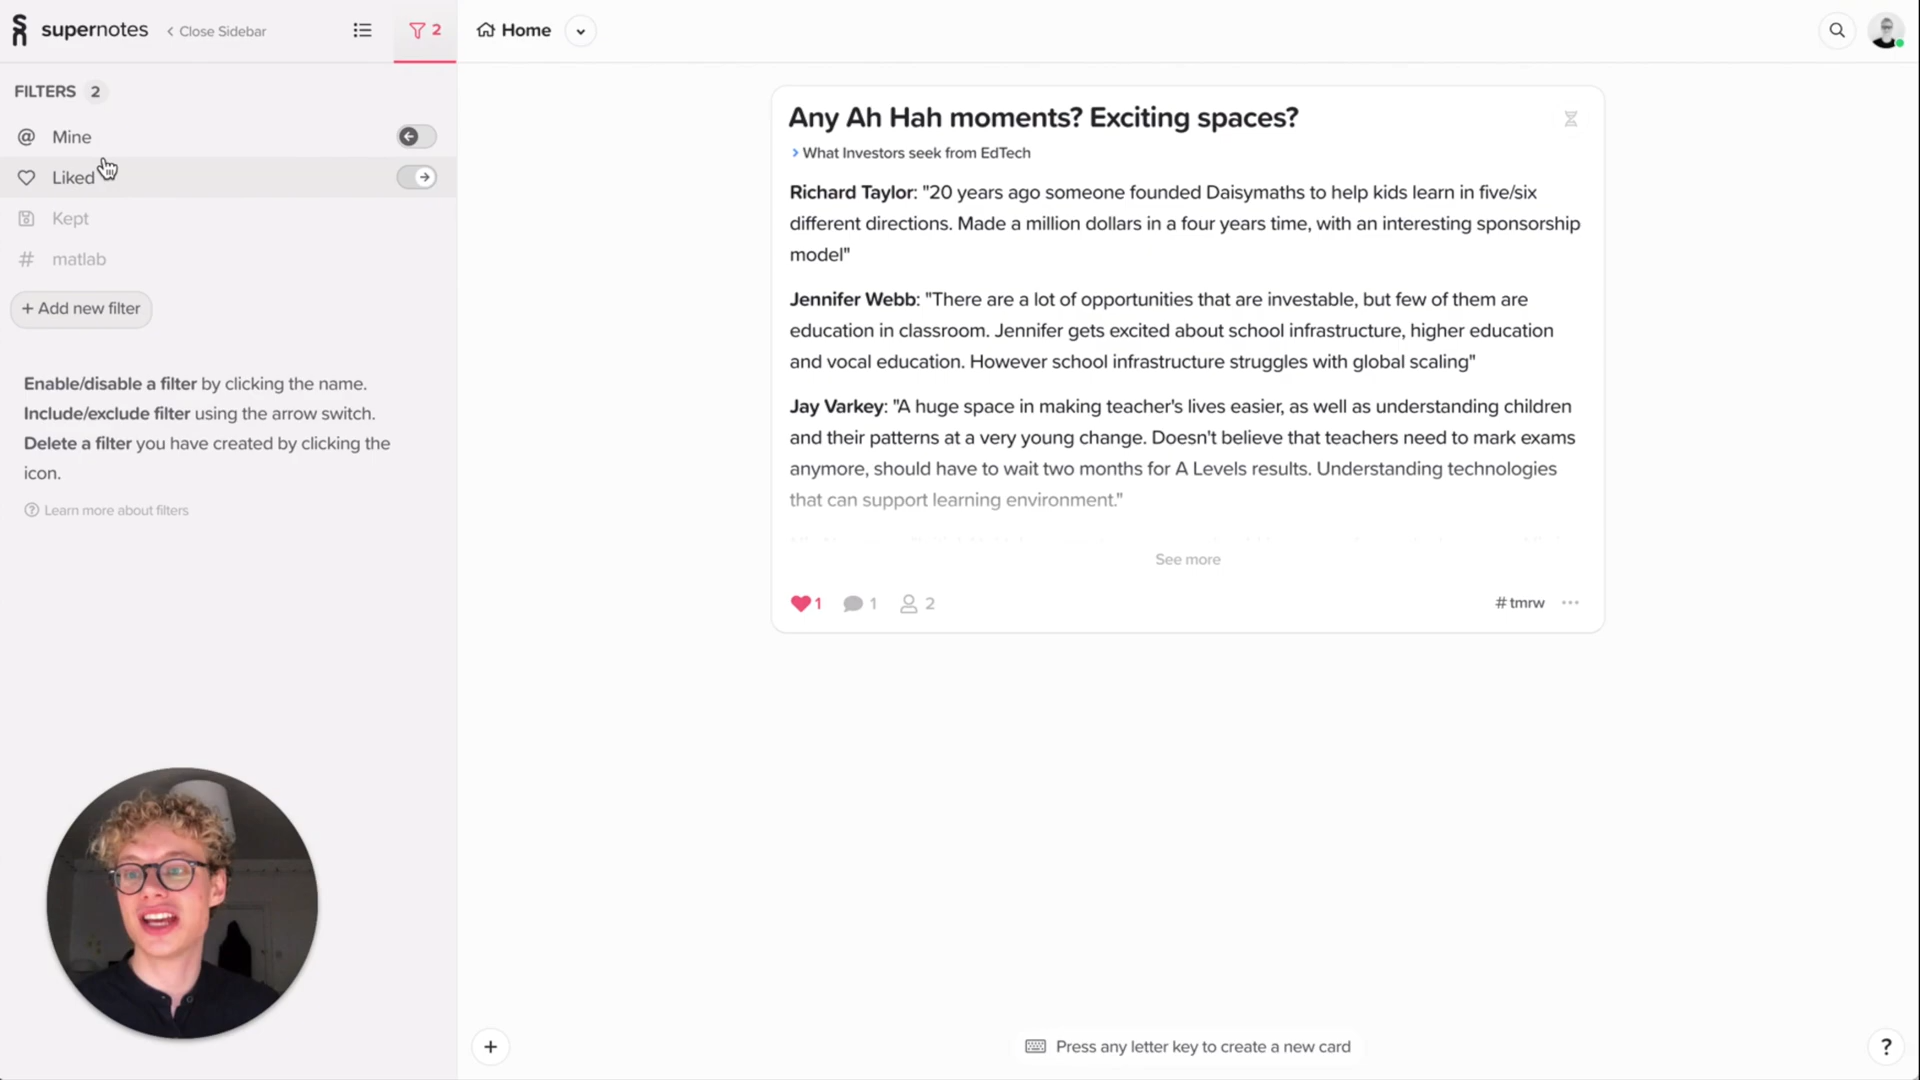 supernotes
Close Sidebar
2
Home
FILTERS 2
Mine
Liked
Kept
matlab
+ Add new filter
Enable/disable a filter by clicking the name.
Include/exclude filter using the arrow switch.
Delete a filter you have created by clicking the
icon.
Learn more about filters
Any Ah Hah moments? Exciting spaces?
What Investors seek from EdTech
Richard Taylor: "20 years ago someone founded Daisymaths to help kids learn in five/six
different directions. Made a million dollars in a four years time, with an interesting sponsorship
model"
Jennifer Webb: "There are a lot of opportunities that are investable, but few of them are
education in classroom. Jennifer gets excited about school infrastructure, higher education
and vocal education. However school infrastructure struggles with global scaling"
Jay Varkey: "A huge space in making teacher's lives easier, as well as understanding children
and their patterns at a very young change. Doesn't believe that teachers need to mark exams
anymore, should have to wait two months for A Levels results. Understanding technologies
that can support learning environment."
See more
1 1 2
# tmrw
Press any letter key to create a new card
?